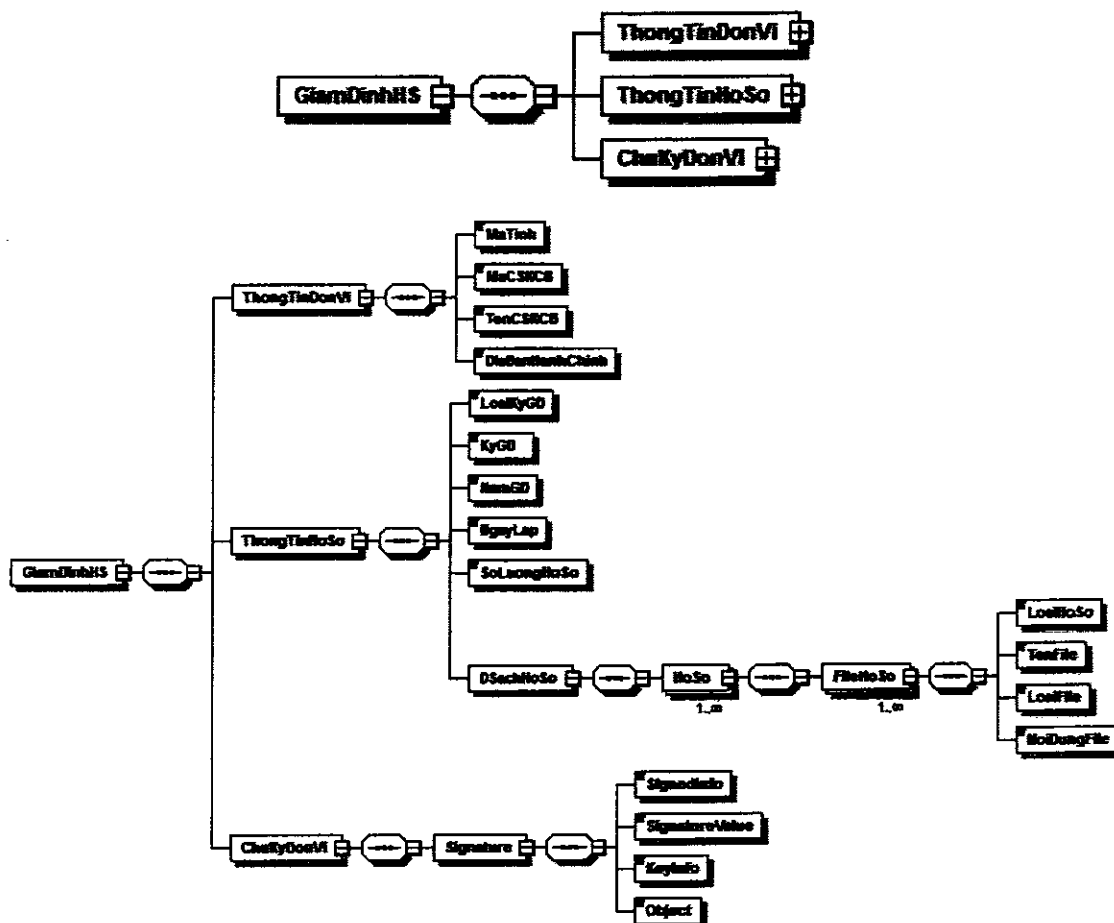 ThongTinDonVi
GiamDinhHS
ThongTinHoSo
ChuKyDonVi
MaTinh
MaCSKCB
ThongTinDonVi
TenCSKCB
DiaBanHanhChinh
LoaiKyGD
KyGD
NamGD
NgayLap
ThongTinHoSo
SoLuongHoSo
GiamDinhHS
LoaiHoSo
TenFile
DSachHoSo
HoSo
FileHoSo
1..∞
1..∞
LoaiFile
NoiDungFile
SignedInfo
SignatureValue
ChuKyDonVi
Signature
KeyInfo
Object